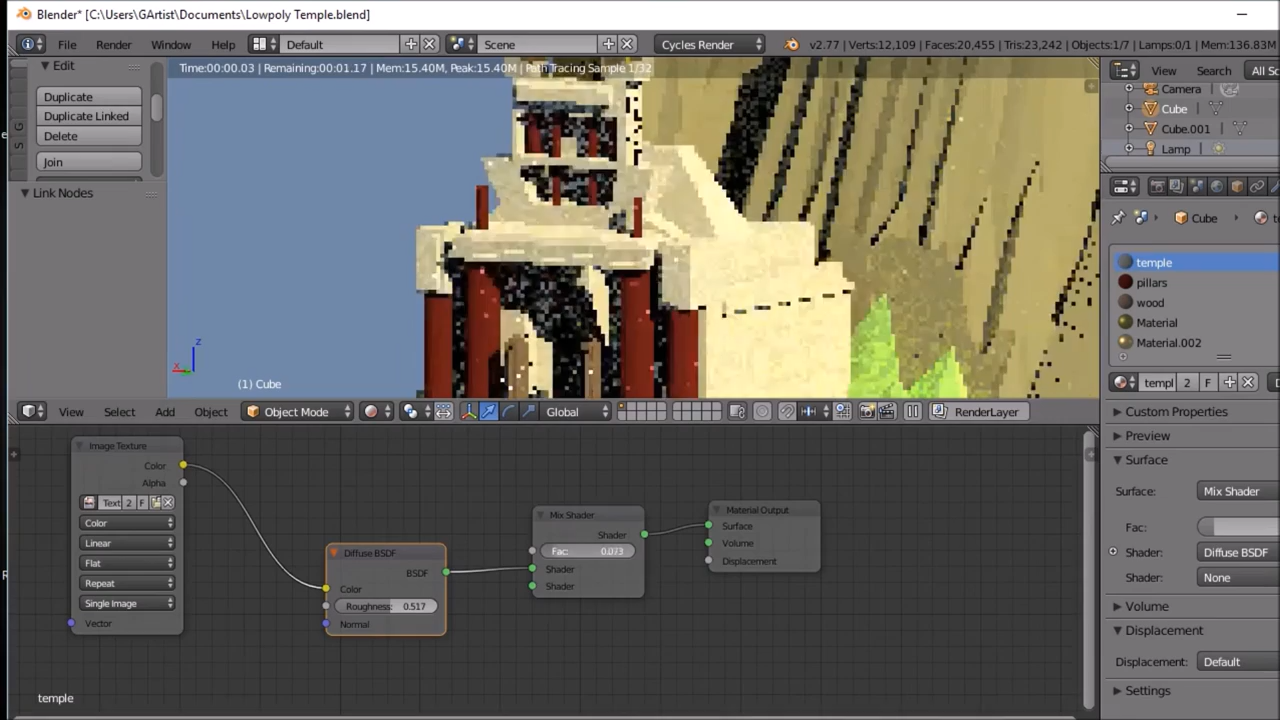 Blender* [C:\Users\GArtist\Documents\Lowpoly Temple.blend]
File Render Window Help Default Scene Cycles Render v2.77 | Verts:12,109 | Faces:20,455 | Tris:23,242 | Objects:1/7 | Lamps:0/1 | Mem:136.83M
Edit
Duplicate
Duplicate Linked
Delete
Join
Link Nodes
G
S
Time:00:00.03 | Remaining:00:01.17 | Mem:15.40M, Peak:15.40M | Path Tracing Sample 1/32
z
x
(1) Cube
View Select Add Object Object Mode Global RenderLayer
View Search All Sc
Camera
Cube
Cube.001
Lamp
Cube
temple
pillars
wood
Material
Material.002
templ 2 F
Custom Properties
Preview
Surface
Surface: Mix Shader
Fac:
Shader: Diffuse BSDF
Shader: None
Volume
Displacement
Displacement: Default
Settings
Image Texture
Color
Alpha
Text 2 F
Color
Linear
Flat
Repeat
Single Image
Vector
Diffuse BSDF
BSDF
Color
Roughness: 0.517
Normal
Mix Shader
Shader
Fac: 0.073
Shader
Shader
Material Output
Surface
Volume
Displacement
temple